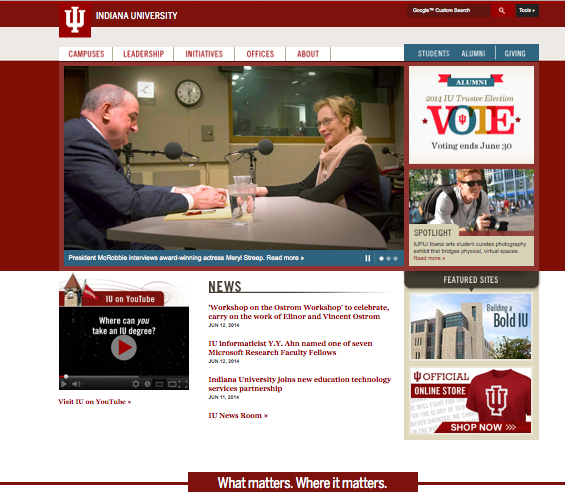 INDIANA UNIVERSITY
Google™ Custom Search
Tools
CAMPUSES
LEADERSHIP
INITIATIVES
OFFICES
ABOUT
STUDENTS
ALUMNI
GIVING
President McRobbie interviews award-winning actress Meryl Streep. Read more »
ALUMNI
2014 IU Trustee Election
VOTE
Voting ends June 30
SPOTLIGHT
IUPUI liberal arts student curates photography
exhibit that bridges physical, virtual spaces.
Read more »
IU on YouTube
Where can you
take an IU degree?
Visit IU on YouTube »
NEWS
'Workshop on the Ostrom Workshop' to celebrate,
carry on the work of Elinor and Vincent Ostrom
JUN 12, 2014
IU informaticist Y.Y. Ahn named one of seven
Microsoft Research Faculty Fellows
JUN 12, 2014
Indiana University joins new education technology
services partnership
JUN 11, 2014
IU News Room »
FEATURED SITES
Building a
Bold IU
OFFICIAL
ONLINE STORE
SHOP NOW »»
What matters. Where it matters.